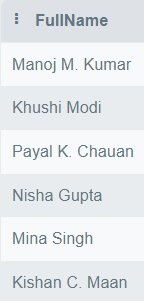 FullName
Manoj M. Kumar
Khushi Modi
Payal K. Chauan
Nisha Gupta
Mina Singh
Kishan C. Maan